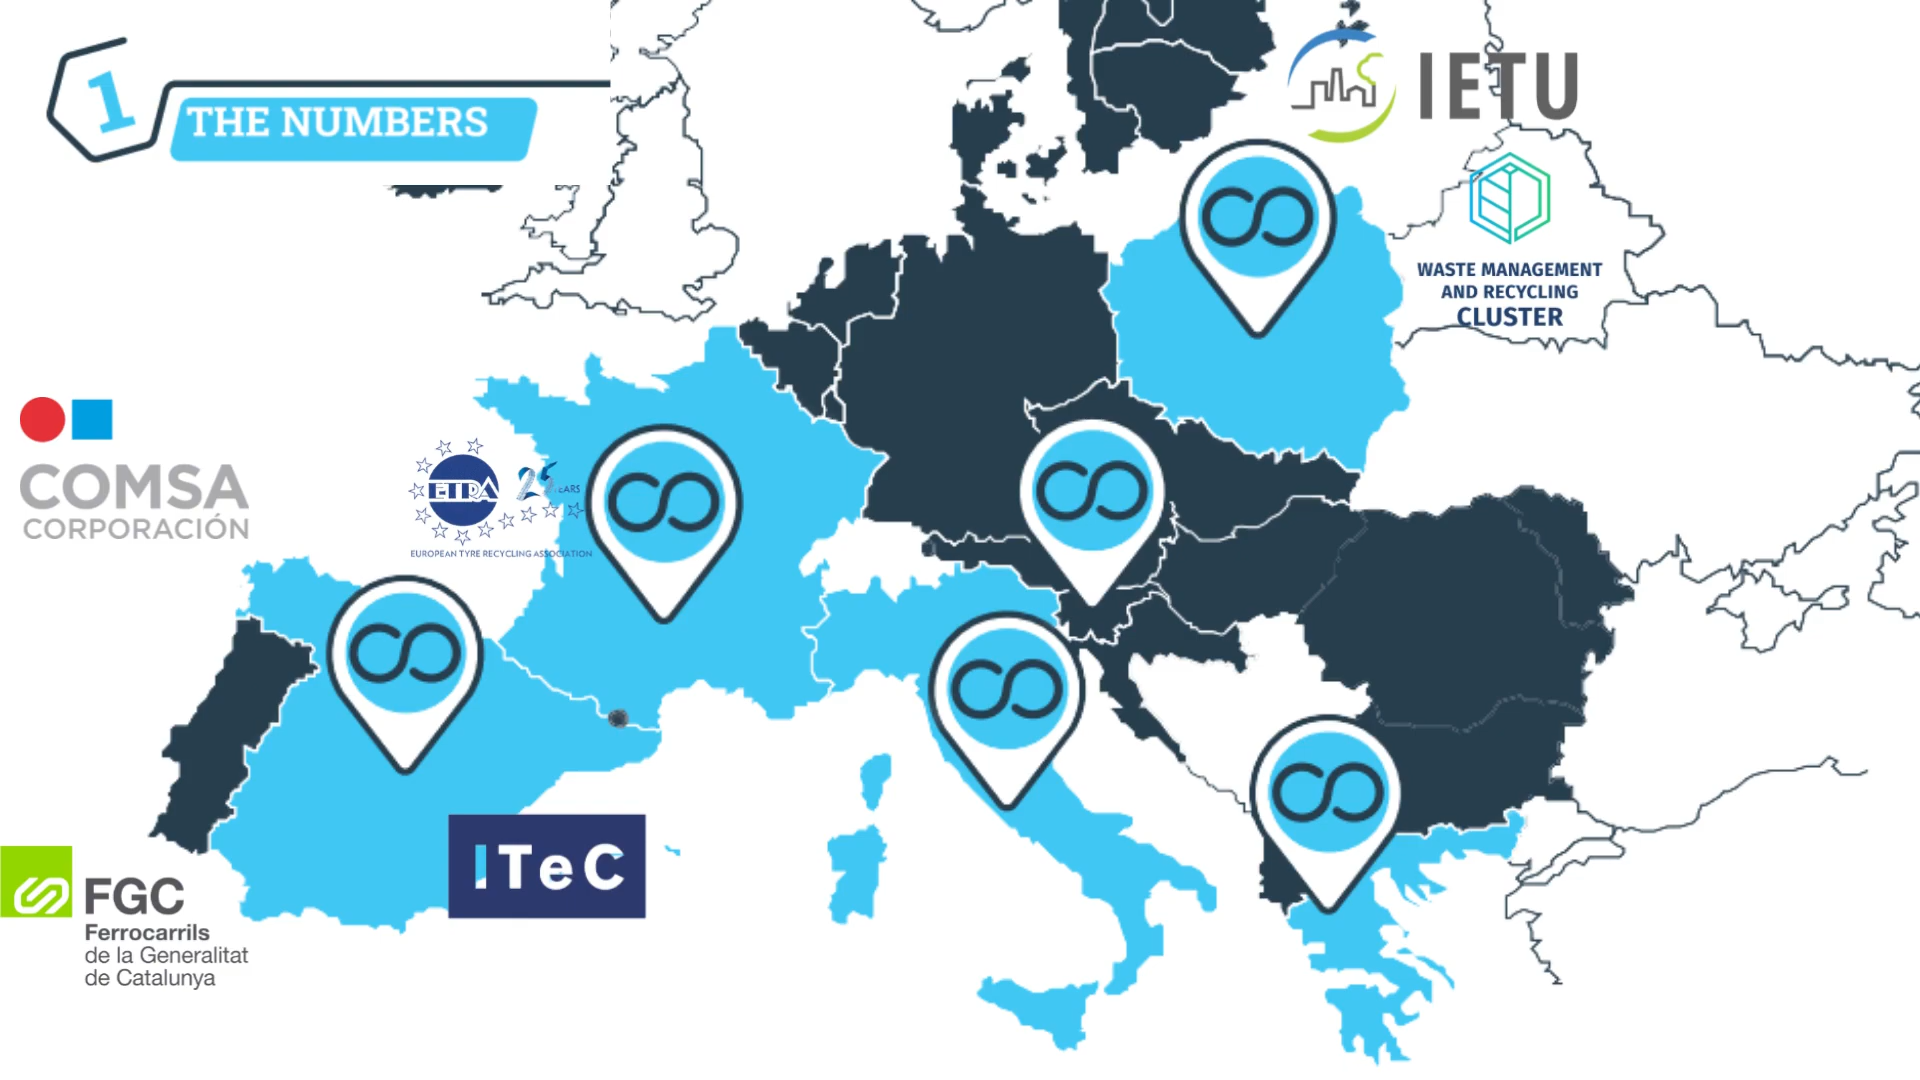 1
THE NUMBERS
IETU
WASTE MANAGEMENT
AND RECYCLING
CLUSTER
COMSA
CORPORACIÓN
ETRA
25
EUROPEAN TYRE RECYCLING ASSOCIATION
ITeC
FGC
Ferrocarrils
de la Generalitat
de Catalunya